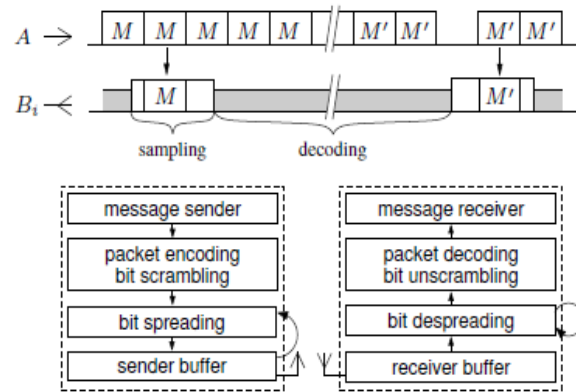 A M M M M M M′ M′ M′ M′
B_i M M′
sampling decoding
message sender message receiver
packet encoding packet decoding
bit scrambling bit unscrambling
bit spreading bit despreading
sender buffer receiver buffer